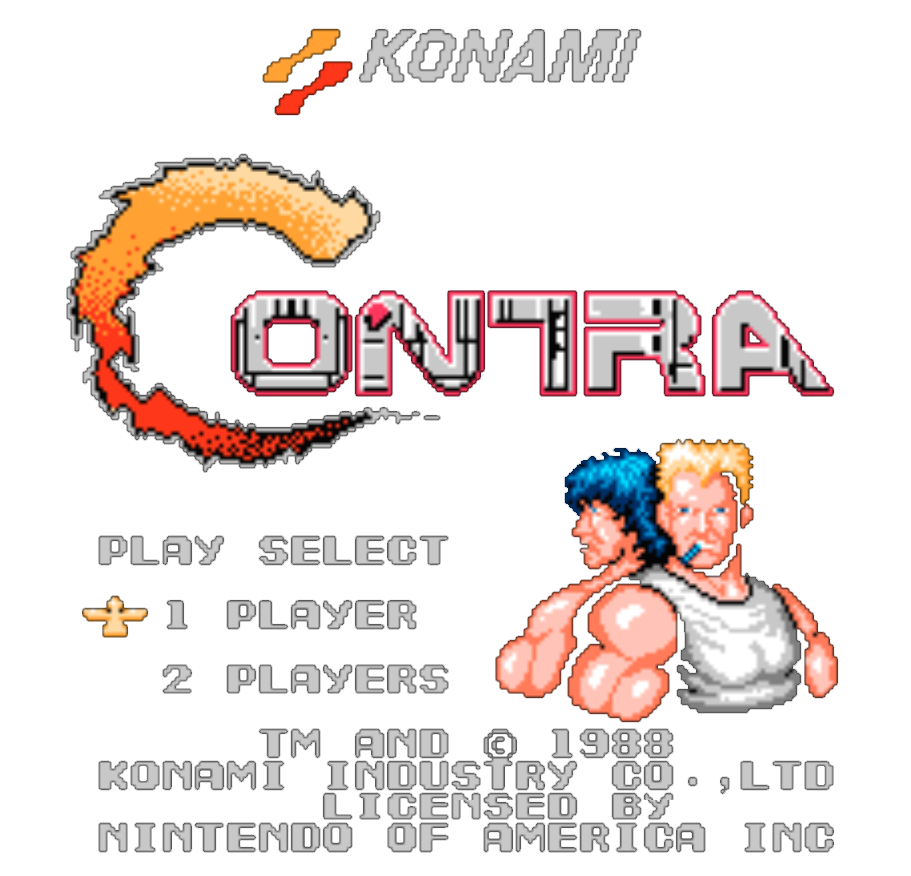 KONAMI
CONTRA
PLAY SELECT
1 PLAYER
2 PLAYERS
TM AND © 1988
KONAMI INDUSTRY CO.,LTD
LICENSED BY
NINTENDO OF AMERICA INC